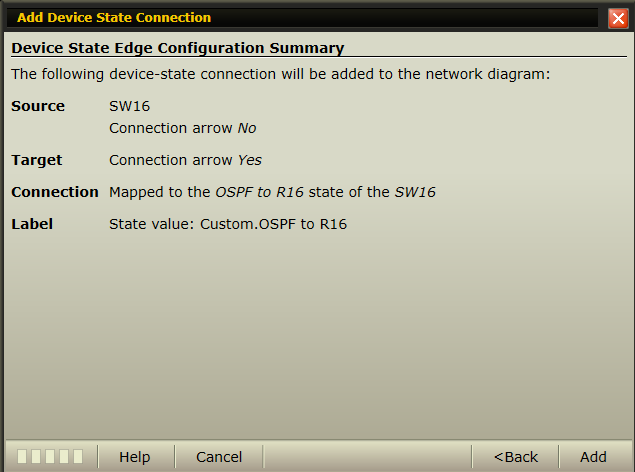 Add Device State Connection
Device State Edge Configuration Summary
The following device-state connection will be added to the network diagram:
Source SW16
Connection arrow No
Target Connection arrow Yes
Connection Mapped to the OSPF to R16 state of the SW16
Label State value: Custom.OSPF to R16
Help Cancel <Back Add